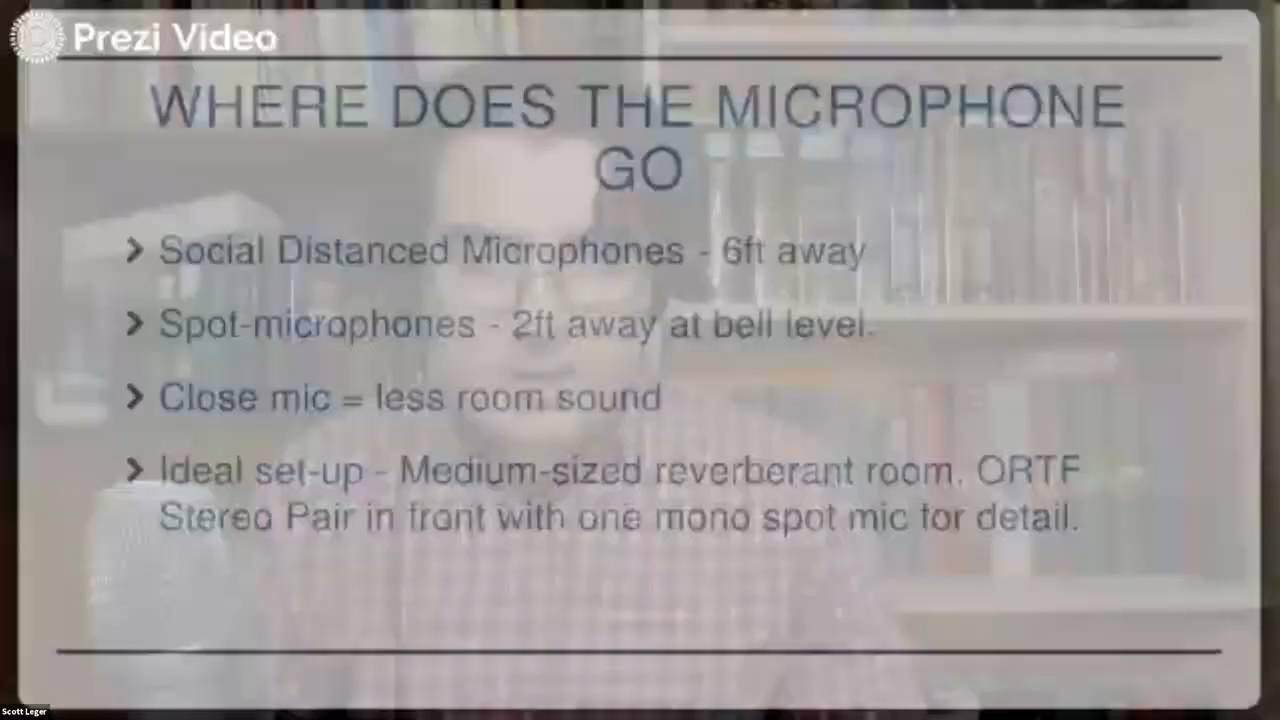 Prezi Video
WHERE DOES THE MICROPHONE
GO
Social Distanced Microphones - 6ft away
Spot-microphones - 2ft away at bell level.
Close mic = less room sound
Ideal set-up - Medium-sized reverberant room. ORTF
Stereo Pair in front with one mono spot mic for detail.
Scott Leger